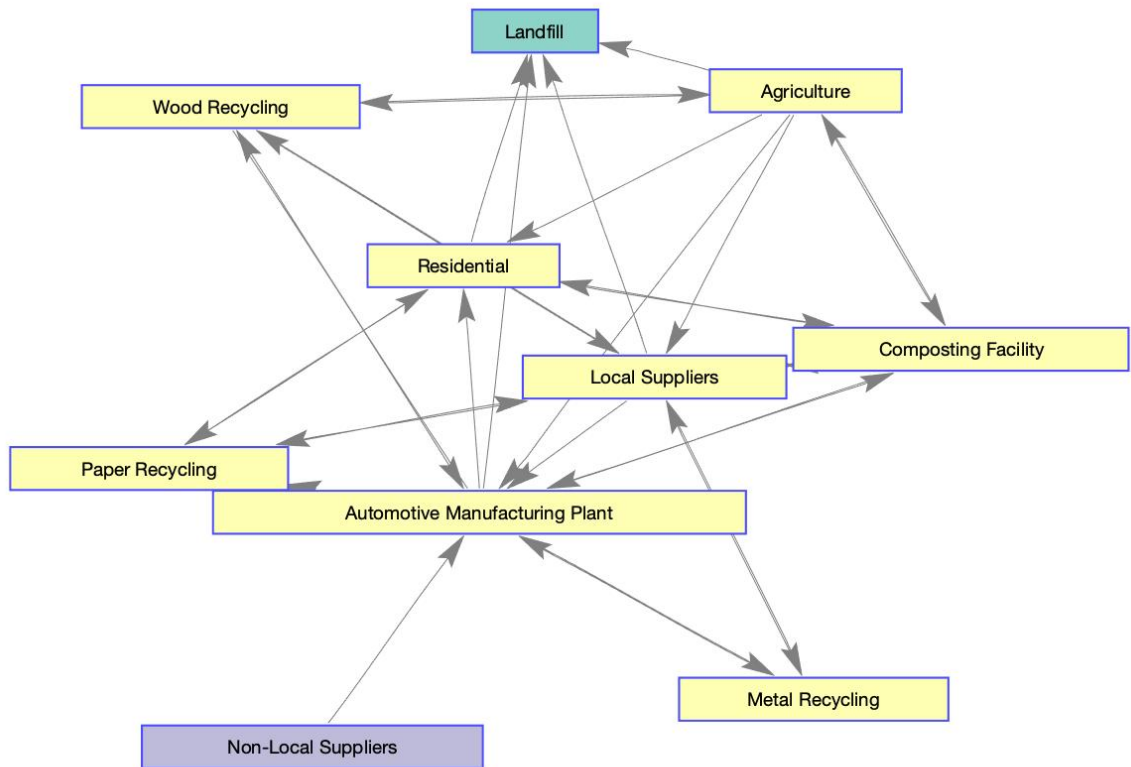 Landfill
Agriculture
Wood Recycling
Residential
Composting Facility
Local Suppliers
Paper Recycling
Automotive Manufacturing Plant
Metal Recycling
Non-Local Suppliers